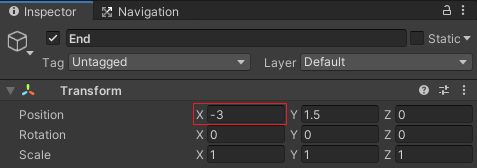 Inspector Navigation
End Static
Tag Untagged Layer Default
Transform
Position X -3 Y 1.5 Z 0
Rotation X 0 Y 0 Z 0
Scale X 1 Y 1 Z 1